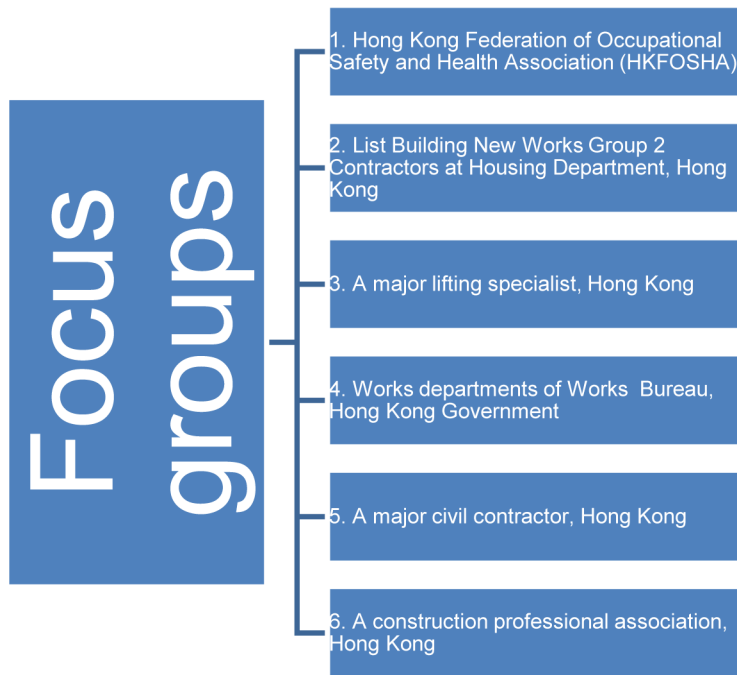 Focus
groups
1. Hong Kong Federation of Occupational
Safety and Health Association (HKFOSHA)
2. List Building New Works Group 2
Contractors at Housing Department, Hong
Kong
3. A major lifting specialist, Hong Kong
4. Works departments of Works  Bureau,
Hong Kong Government
5. A major civil contractor, Hong Kong
6. A construction professional association,
Hong Kong